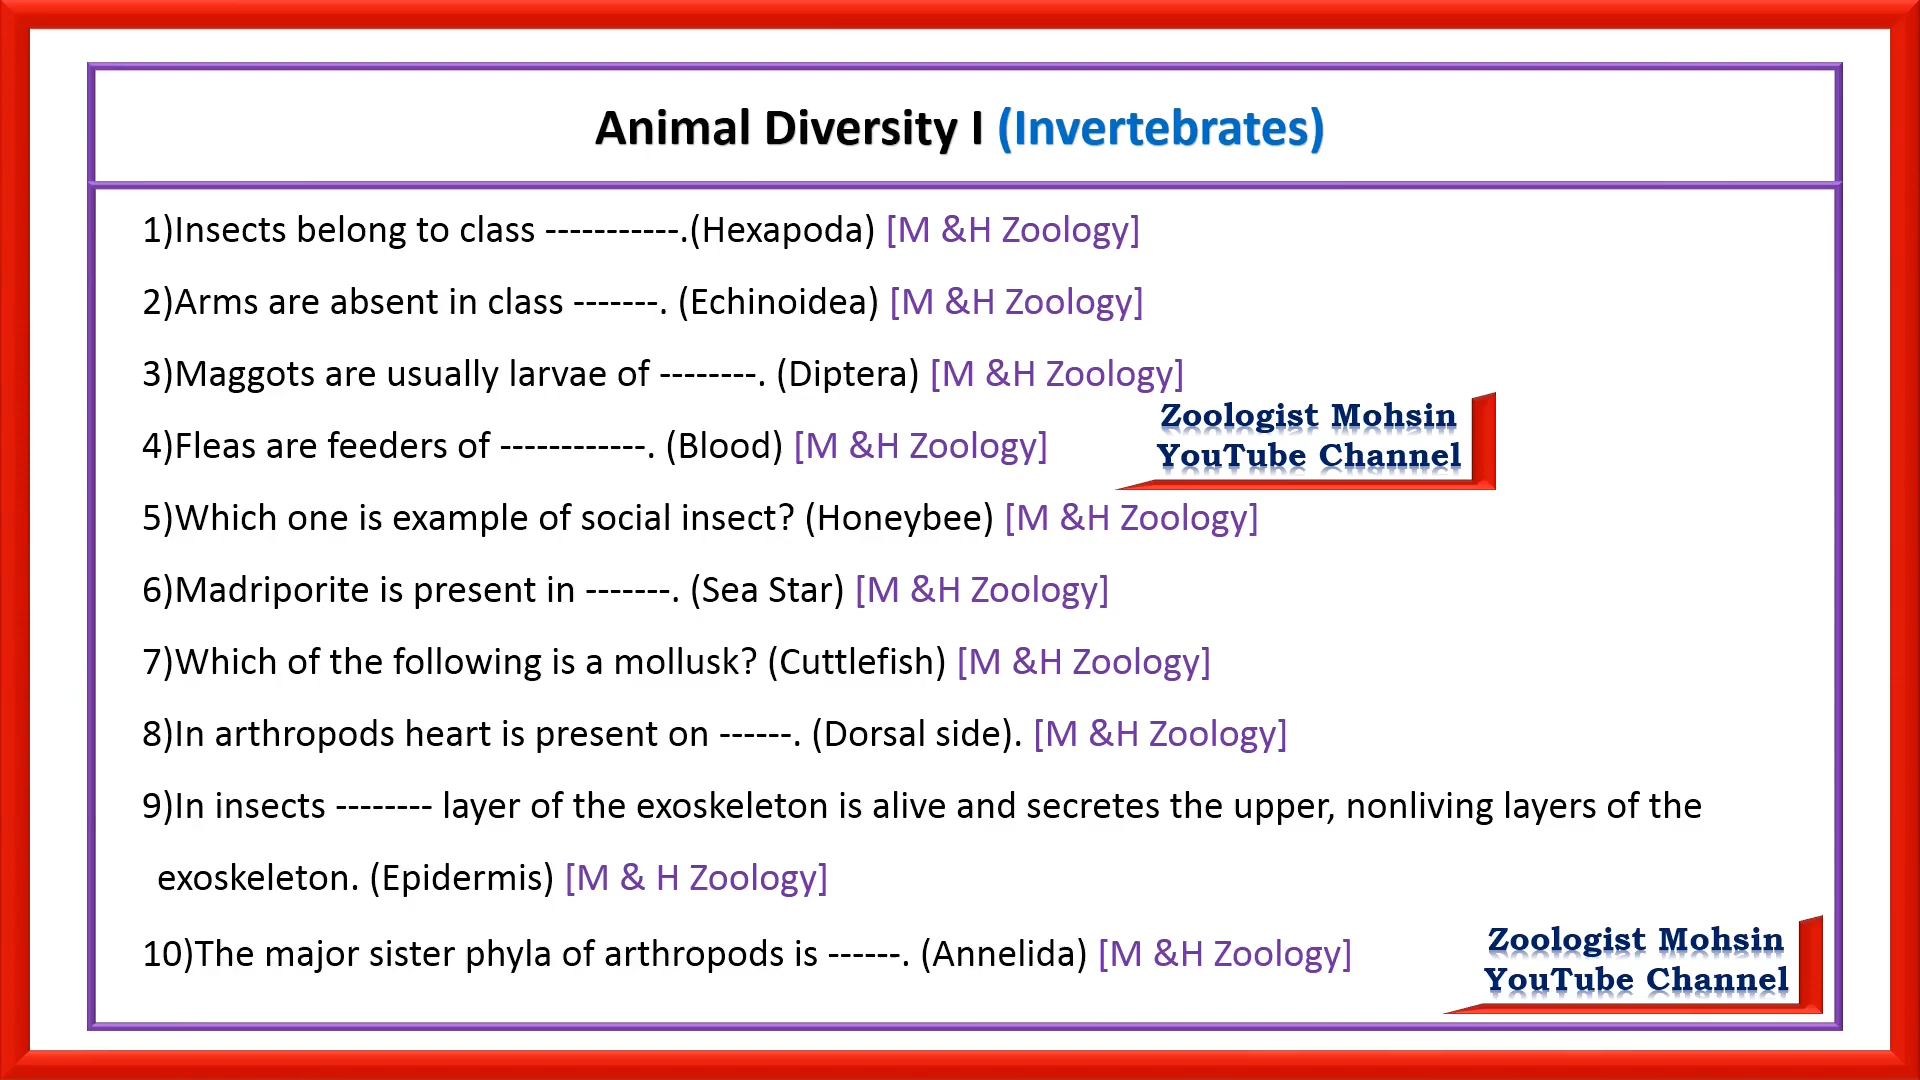 Animal Diversity I (Invertebrates)
1)Insects belong to class -----------.(Hexapoda) [M &H Zoology]
2)Arms are absent in class -------. (Echinoidea) [M &H Zoology]
3)Maggots are usually larvae of --------. (Diptera) [M &H Zoology]
Zoologist Mohsin
YouTube Channel
4)Fleas are feeders of ------------. (Blood) [M &H Zoology]
5)Which one is example of social insect? (Honeybee) [M &H Zoology]
6)Madriporite is present in -------. (Sea Star) [M &H Zoology]
7)Which of the following is a mollusk? (Cuttlefish) [M &H Zoology]
8)In arthropods heart is present on ------. (Dorsal side). [M &H Zoology]
9)In insects -------- layer of the exoskeleton is alive and secretes the upper, nonliving layers of the
exoskeleton. (Epidermis) [M & H Zoology]
10)The major sister phyla of arthropods is ------. (Annelida) [M &H Zoology]
Zoologist Mohsin
YouTube Channel